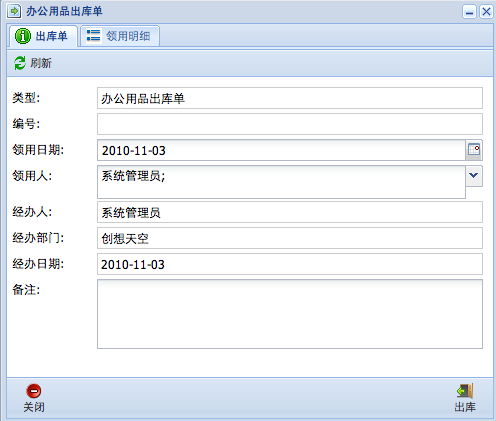 办公用品出库单
出库单 领用明细
刷新
类型: 办公用品出库单
编号:
领用日期: 2010-11-03
领用人: 系统管理员;
经办人: 系统管理员
经办部门: 创想天空
经办日期: 2010-11-03
备注:
关闭 出库